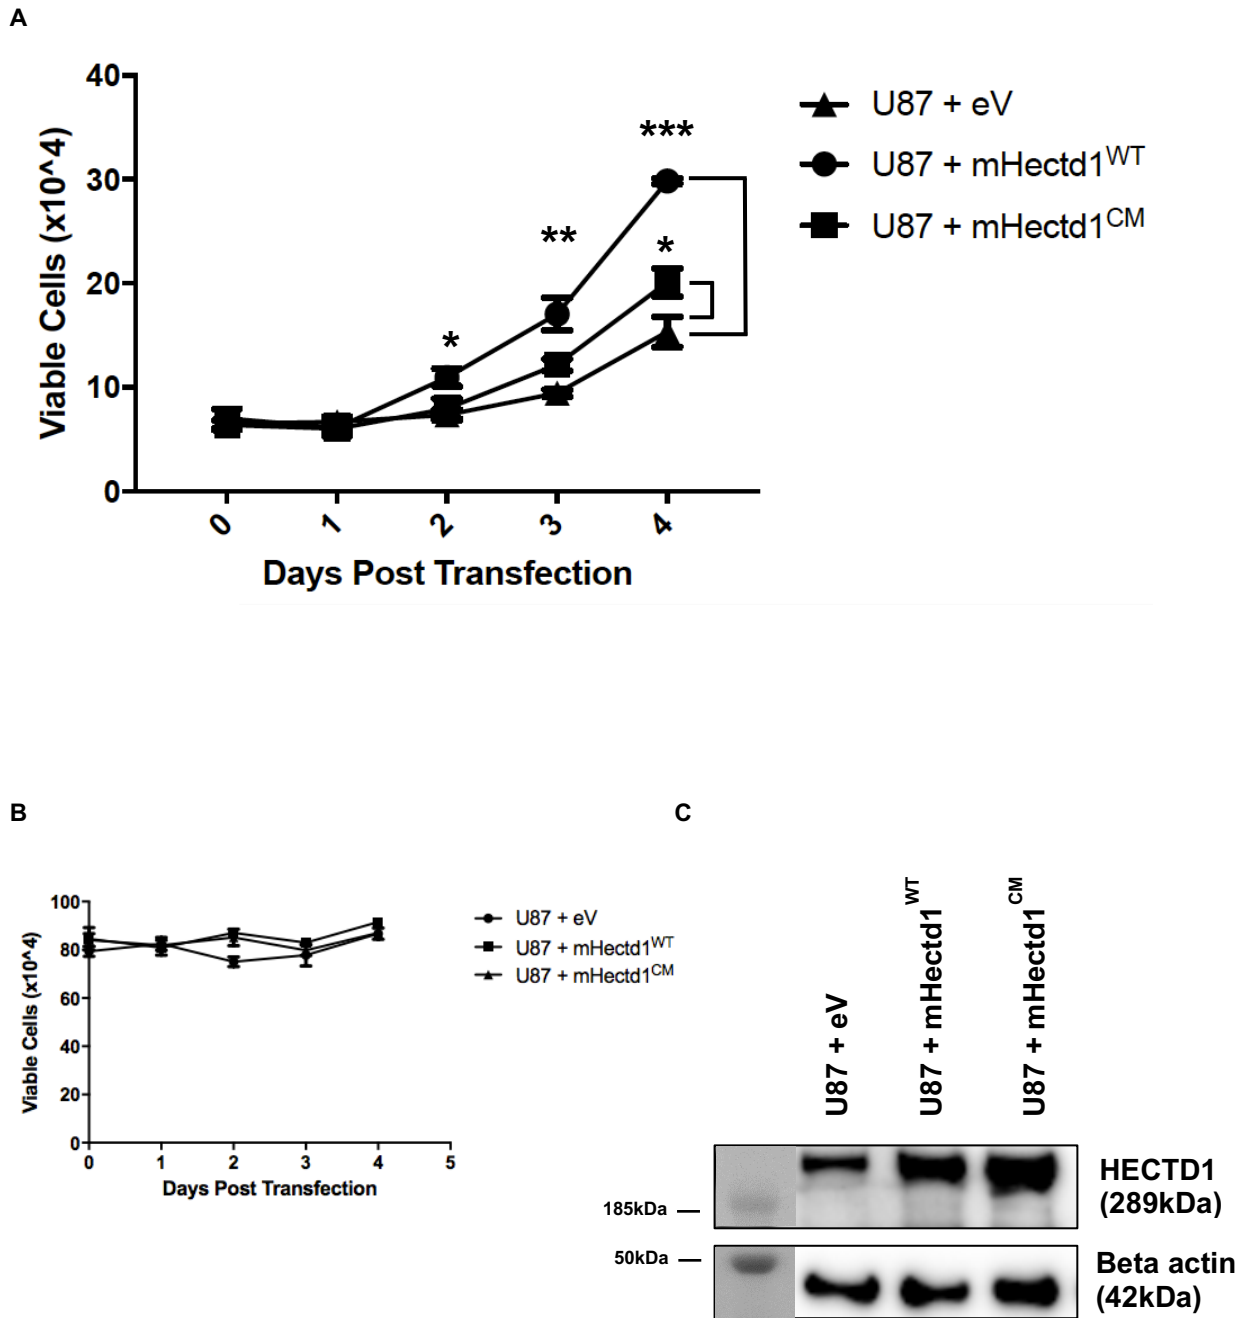 A
40
30
20
10
0
Viable Cells (x10^4)
*
**
***
*
0 1 2 3 4
Days Post Transfection
U87 + eV
U87 + mHectd1WT
U87 + mHectd1CM
B
100
80
60
40
20
0
Viable Cells (x10^4)
0 1 2 3 4 5
Days Post Transfection
U87 + eV
U87 + mHectd1WT
U87 + mHectd1CM
C
U87 + eV
U87 + mHectd1WT
U87 + mHectd1CM
185kDa
HECTD1
(289kDa)
50kDa
Beta actin
(42kDa)